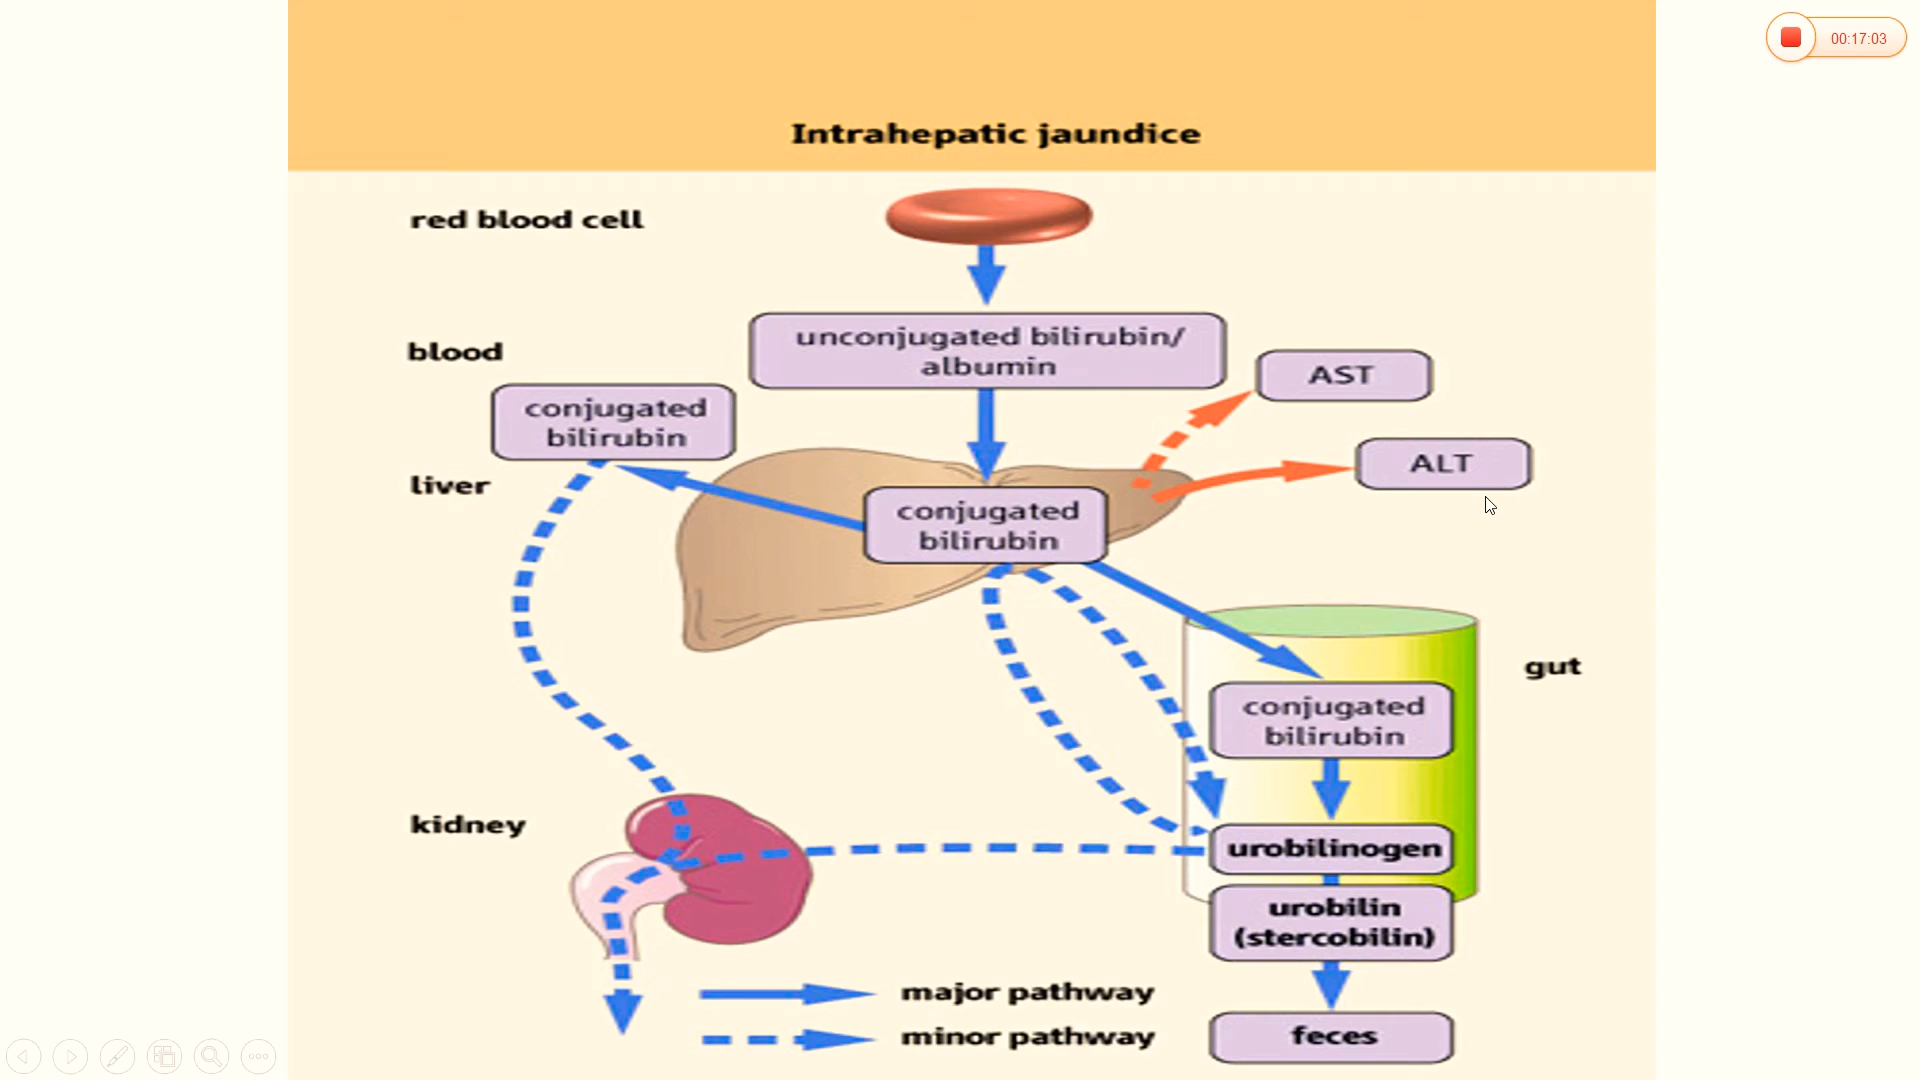 00:17:03
Intrahepatic jaundice
red blood cell
blood
unconjugated bilirubin/
albumin
AST
conjugated
bilirubin
ALT
liver
conjugated
bilirubin
gut
conjugated
bilirubin
kidney
urobilinogen
urobilin
(stercobilin)
major pathway
minor pathway
feces